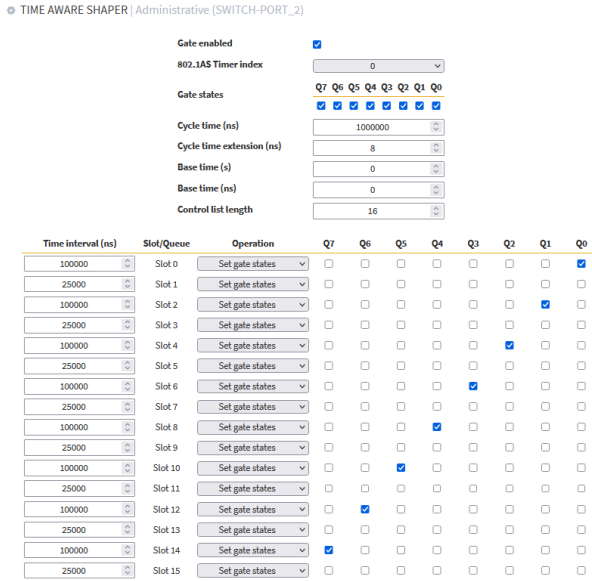 TIME AWARE SHAPER | Administrative (SWITCH-PORT_2)
Gate enabled
802.1AS Timer index 0
Q7 Q6 Q5 Q4 Q3 Q2 Q1 Q0
Gate states
Cycle time (ns) 1000000
Cycle time extension (ns) 8
Base time (s) 0
Base time (ns) 0
Control list length 16
Time interval (ns) Slot/Queue Operation Q7 Q6 Q5 Q4 Q3 Q2 Q1 Q0
100000 Slot 0 Set gate states
25000 Slot 1 Set gate states
100000 Slot 2 Set gate states
25000 Slot 3 Set gate states
100000 Slot 4 Set gate states
25000 Slot 5 Set gate states
100000 Slot 6 Set gate states
25000 Slot 7 Set gate states
100000 Slot 8 Set gate states
25000 Slot 9 Set gate states
100000 Slot 10 Set gate states
25000 Slot 11 Set gate states
100000 Slot 12 Set gate states
25000 Slot 13 Set gate states
100000 Slot 14 Set gate states
25000 Slot 15 Set gate states